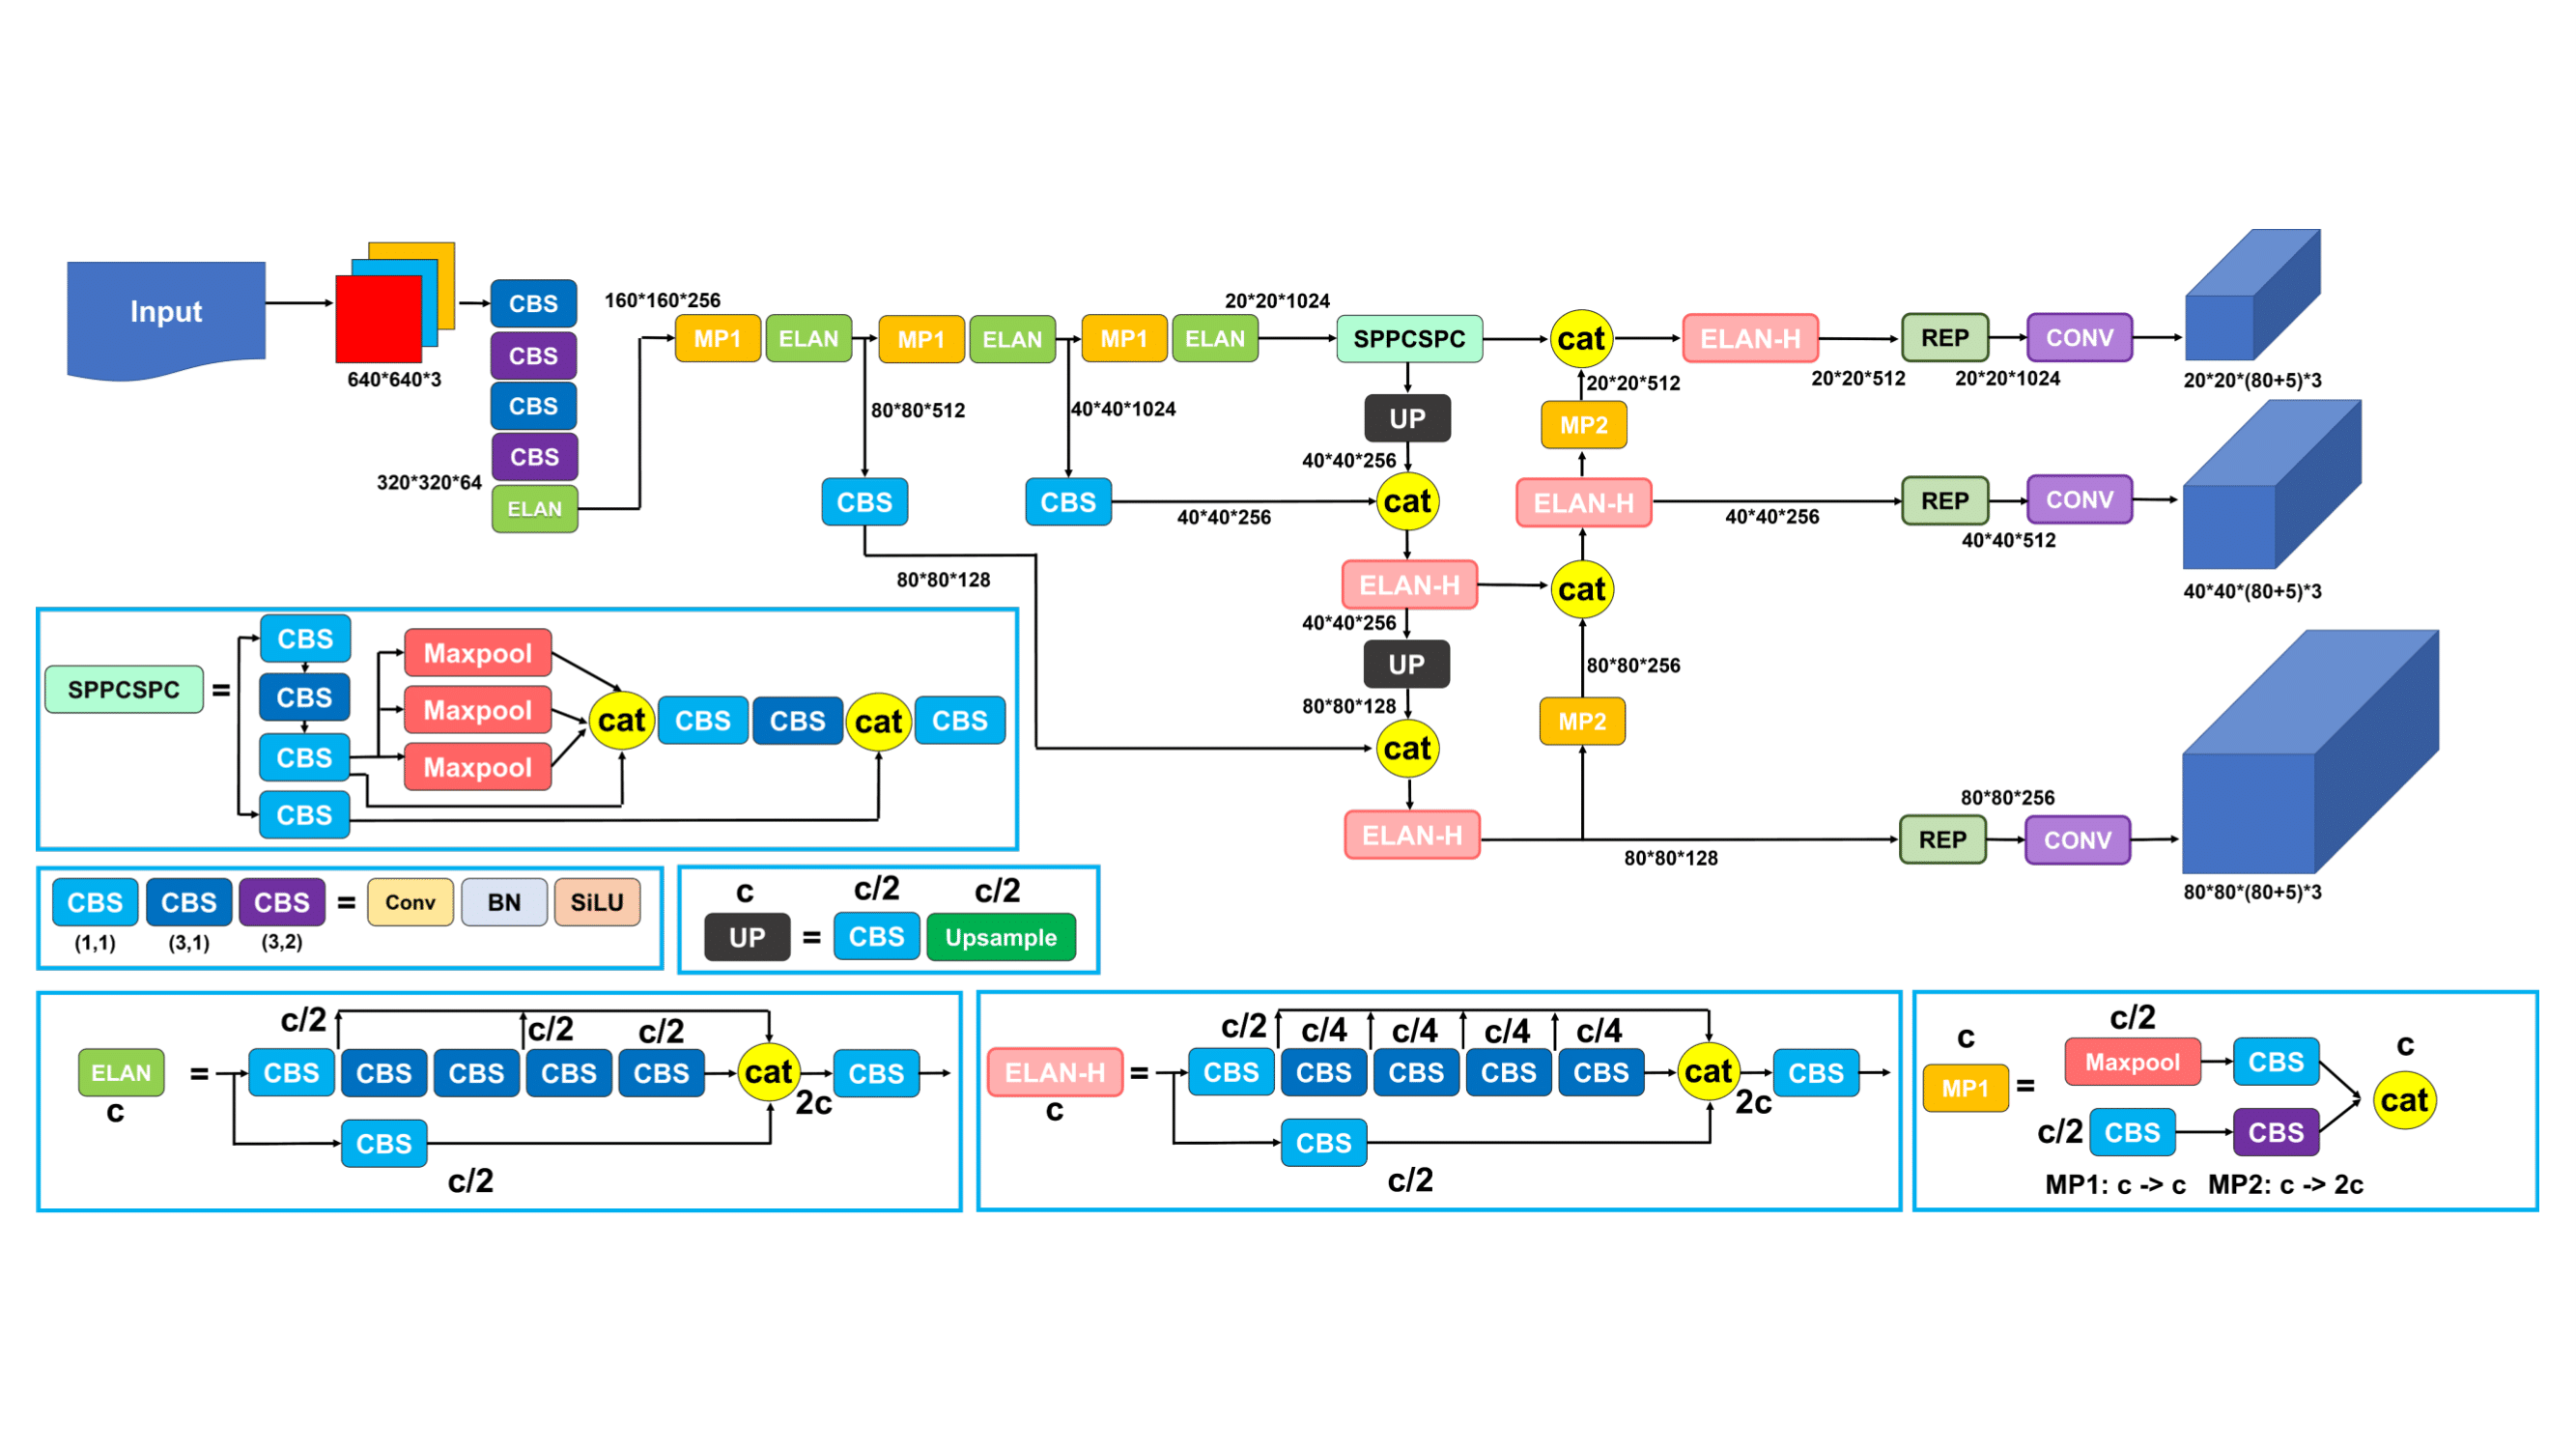 Input
640*640*3
CBS
CBS
CBS
CBS
320*320*64
ELAN
160*160*256
MP1
ELAN
MP1
ELAN
MP1
ELAN
20*20*1024
SPPCSPC
cat
ELAN-H
REP
CONV
20*20*512
20*20*512
20*20*1024
20*20*(80+5)*3
80*80*512
40*40*1024
UP
MP2
40*40*256
CBS
CBS
40*40*256
cat
ELAN-H
40*40*256
REP
CONV
40*40*512
40*40*(80+5)*3
80*80*128
ELAN-H
cat
40*40*256
UP
80*80*256
80*80*128
MP2
cat
ELAN-H
80*80*128
REP
80*80*256
CONV
80*80*(80+5)*3
SPPCSPC
=
CBS
CBS
CBS
CBS
Maxpool
Maxpool
Maxpool
cat
CBS
CBS
cat
CBS
CBS CBS CBS = Conv BN SiLU
(1,1) (3,1) (3,2)
c c/2 c/2
UP = CBS Upsample
c/2 c/2 c/2
ELAN = CBS CBS CBS CBS CBS cat CBS
c 2c
CBS
c/2
c/2 c/4 c/4 c/4 c/4
ELAN-H = CBS CBS CBS CBS CBS cat CBS
c 2c
CBS
c/2
c/2
c Maxpool CBS c
MP1 = cat
c/2 CBS CBS
MP1: c -> c MP2: c -> 2c